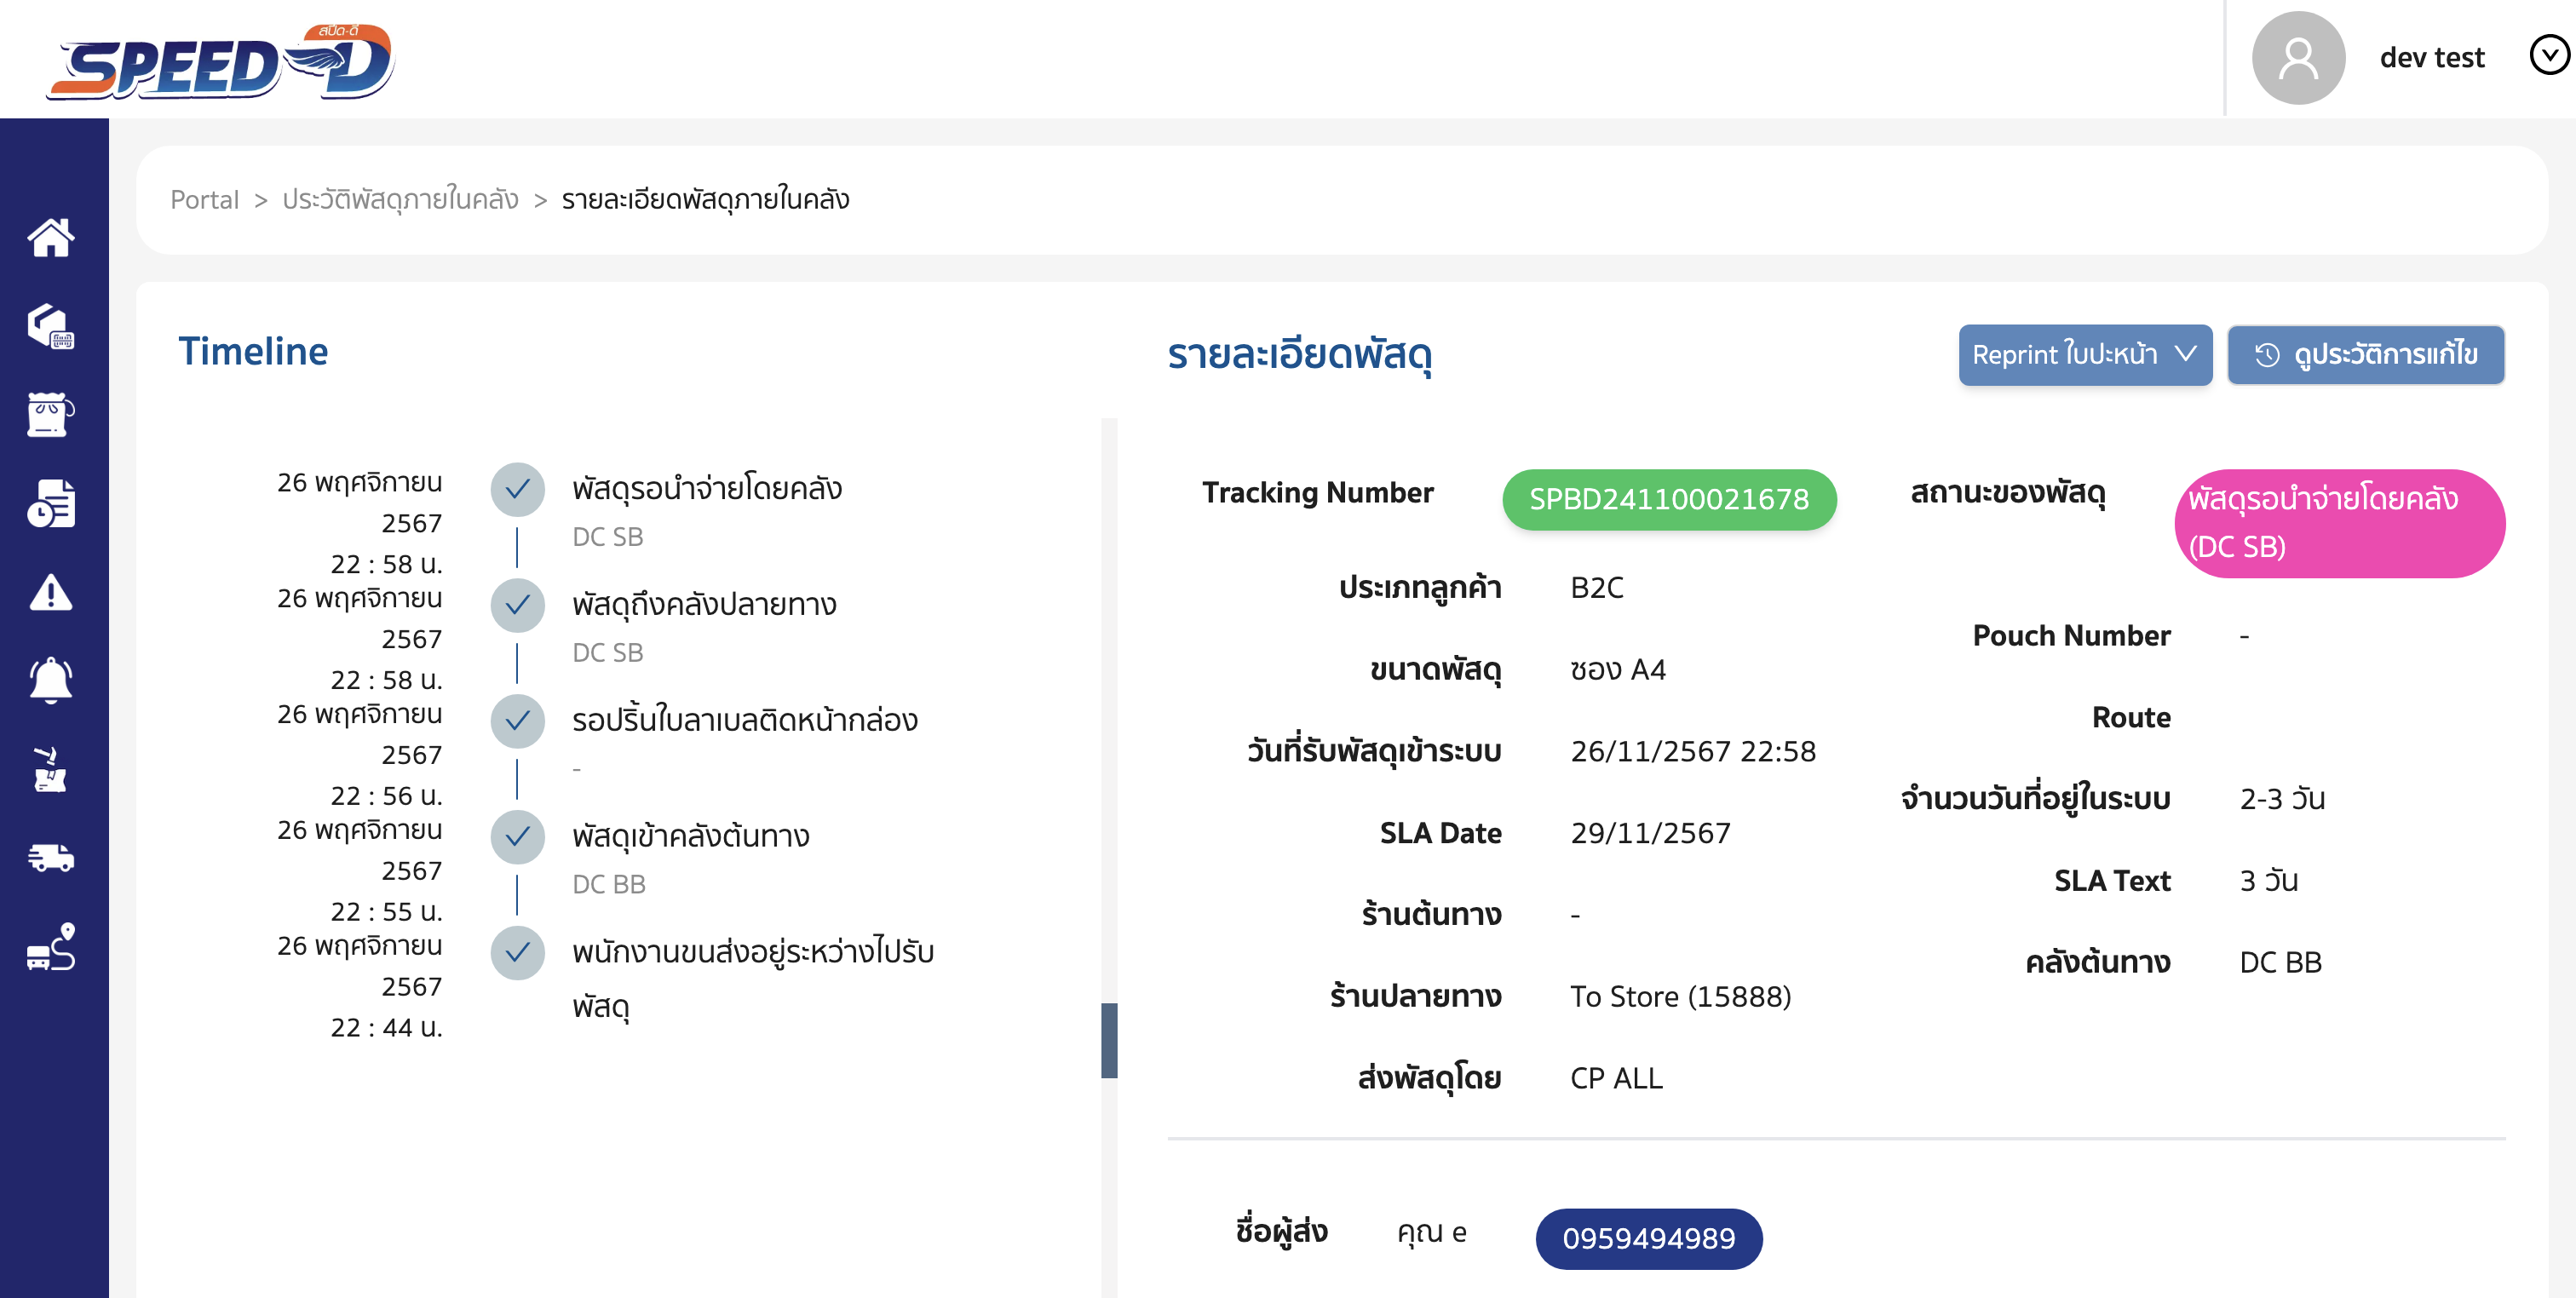 สปีด-ดี
SPEED-D
dev test
Portal > ประวัติพัสดุภายในคลัง > รายละเอียดพัสดุภายในคลัง
Timeline
26 พฤศจิกายน
2567
22 : 58 น.
พัสดุรอนำจ่ายโดยคลัง
DC SB
26 พฤศจิกายน
2567
22 : 58 น.
พัสดุถึงคลังปลายทาง
DC SB
26 พฤศจิกายน
2567
22 : 56 น.
รอปริ้นใบลาเบลติดหน้ากล่อง
-
26 พฤศจิกายน
2567
22 : 55 น.
พัสดุเข้าคลังต้นทาง
DC BB
26 พฤศจิกายน
2567
22 : 44 น.
พนักงานขนส่งอยู่ระหว่างไปรับ
พัสดุ
รายละเอียดพัสดุ
Reprint ใบปะหน้า
ดูประวัติการแก้ไข
Tracking Number SPBD241100021678
ประเภทลูกค้า B2C
ขนาดพัสดุ ซอง A4
วันที่รับพัสดุเข้าระบบ 26/11/2567 22:58
SLA Date 29/11/2567
ร้านต้นทาง -
ร้านปลายทาง To Store (15888)
ส่งพัสดุโดย CP ALL
สถานะของพัสดุ พัสดุรอนำจ่ายโดยคลัง
(DC SB)
Pouch Number -
Route
จำนวนวันที่อยู่ในระบบ 2-3 วัน
SLA Text 3 วัน
คลังต้นทาง DC BB
ชื่อผู้ส่ง คุณ e 0959494989